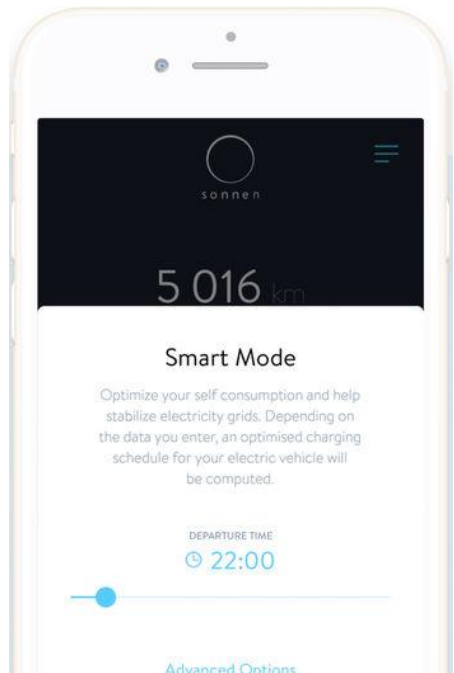 sonnen
5 016 km
Smart Mode
Optimize your self consumption and help
stabilize electricity grids. Depending on
the data you enter, an optimised charging
schedule for your electric vehicle will
be computed.
DEPARTURE TIME
22:00
Advanced Options